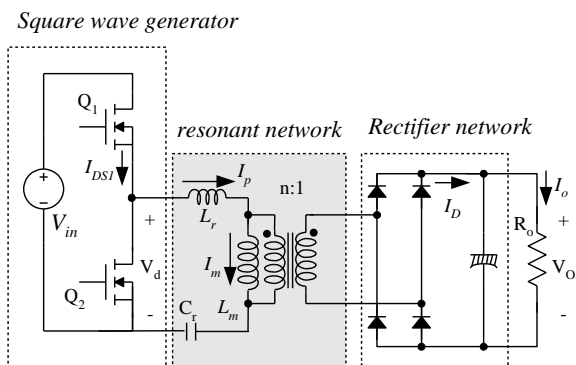 Square wave generator
resonant network
Rectifier network
Q1
IDS1
Vin
+
Vd
-
Q2
Ip
Lr
n:1
Im
Lm
Cr
ID
Io
Ro
+
VO
-